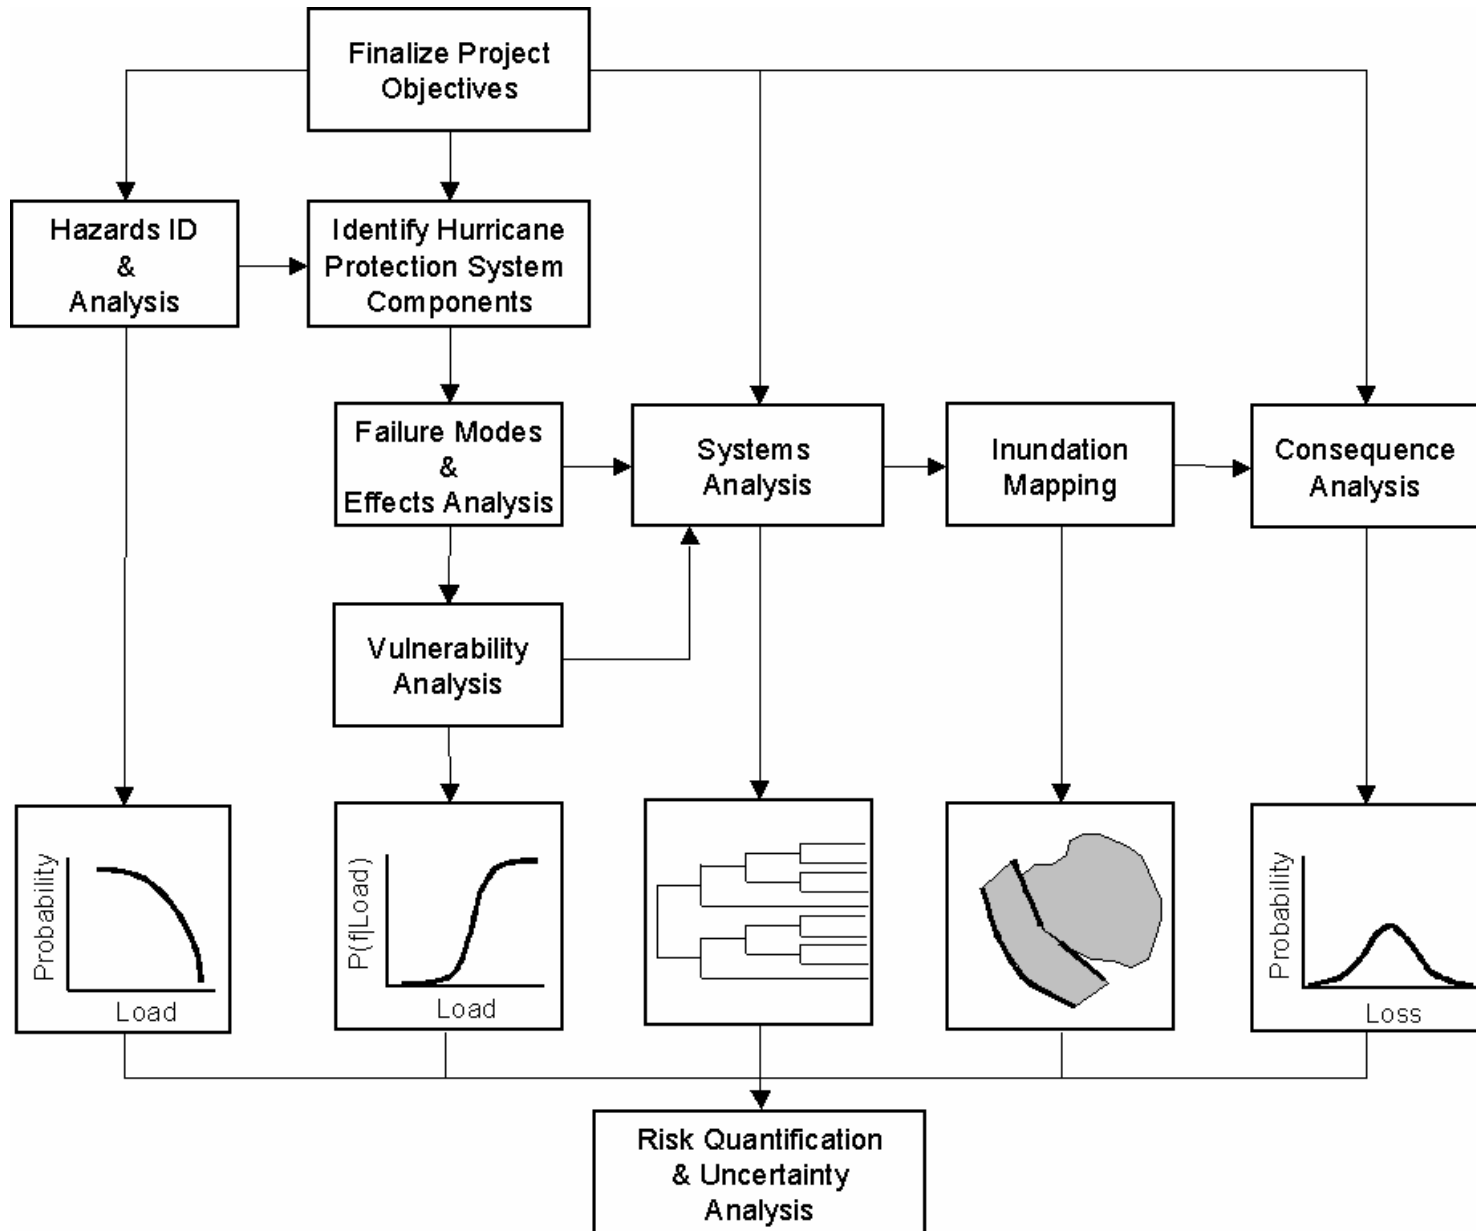 Finalize Project
Objectives
Hazards ID
&
Analysis
Identify Hurricane
Protection System
Components
Failure Modes
&
Effects Analysis
Systems
Analysis
Inundation
Mapping
Consequence
Analysis
Vulnerability
Analysis
Probability
Load
P(f|Load)
Load
Probability
Loss
Risk Quantification
& Uncertainty
Analysis